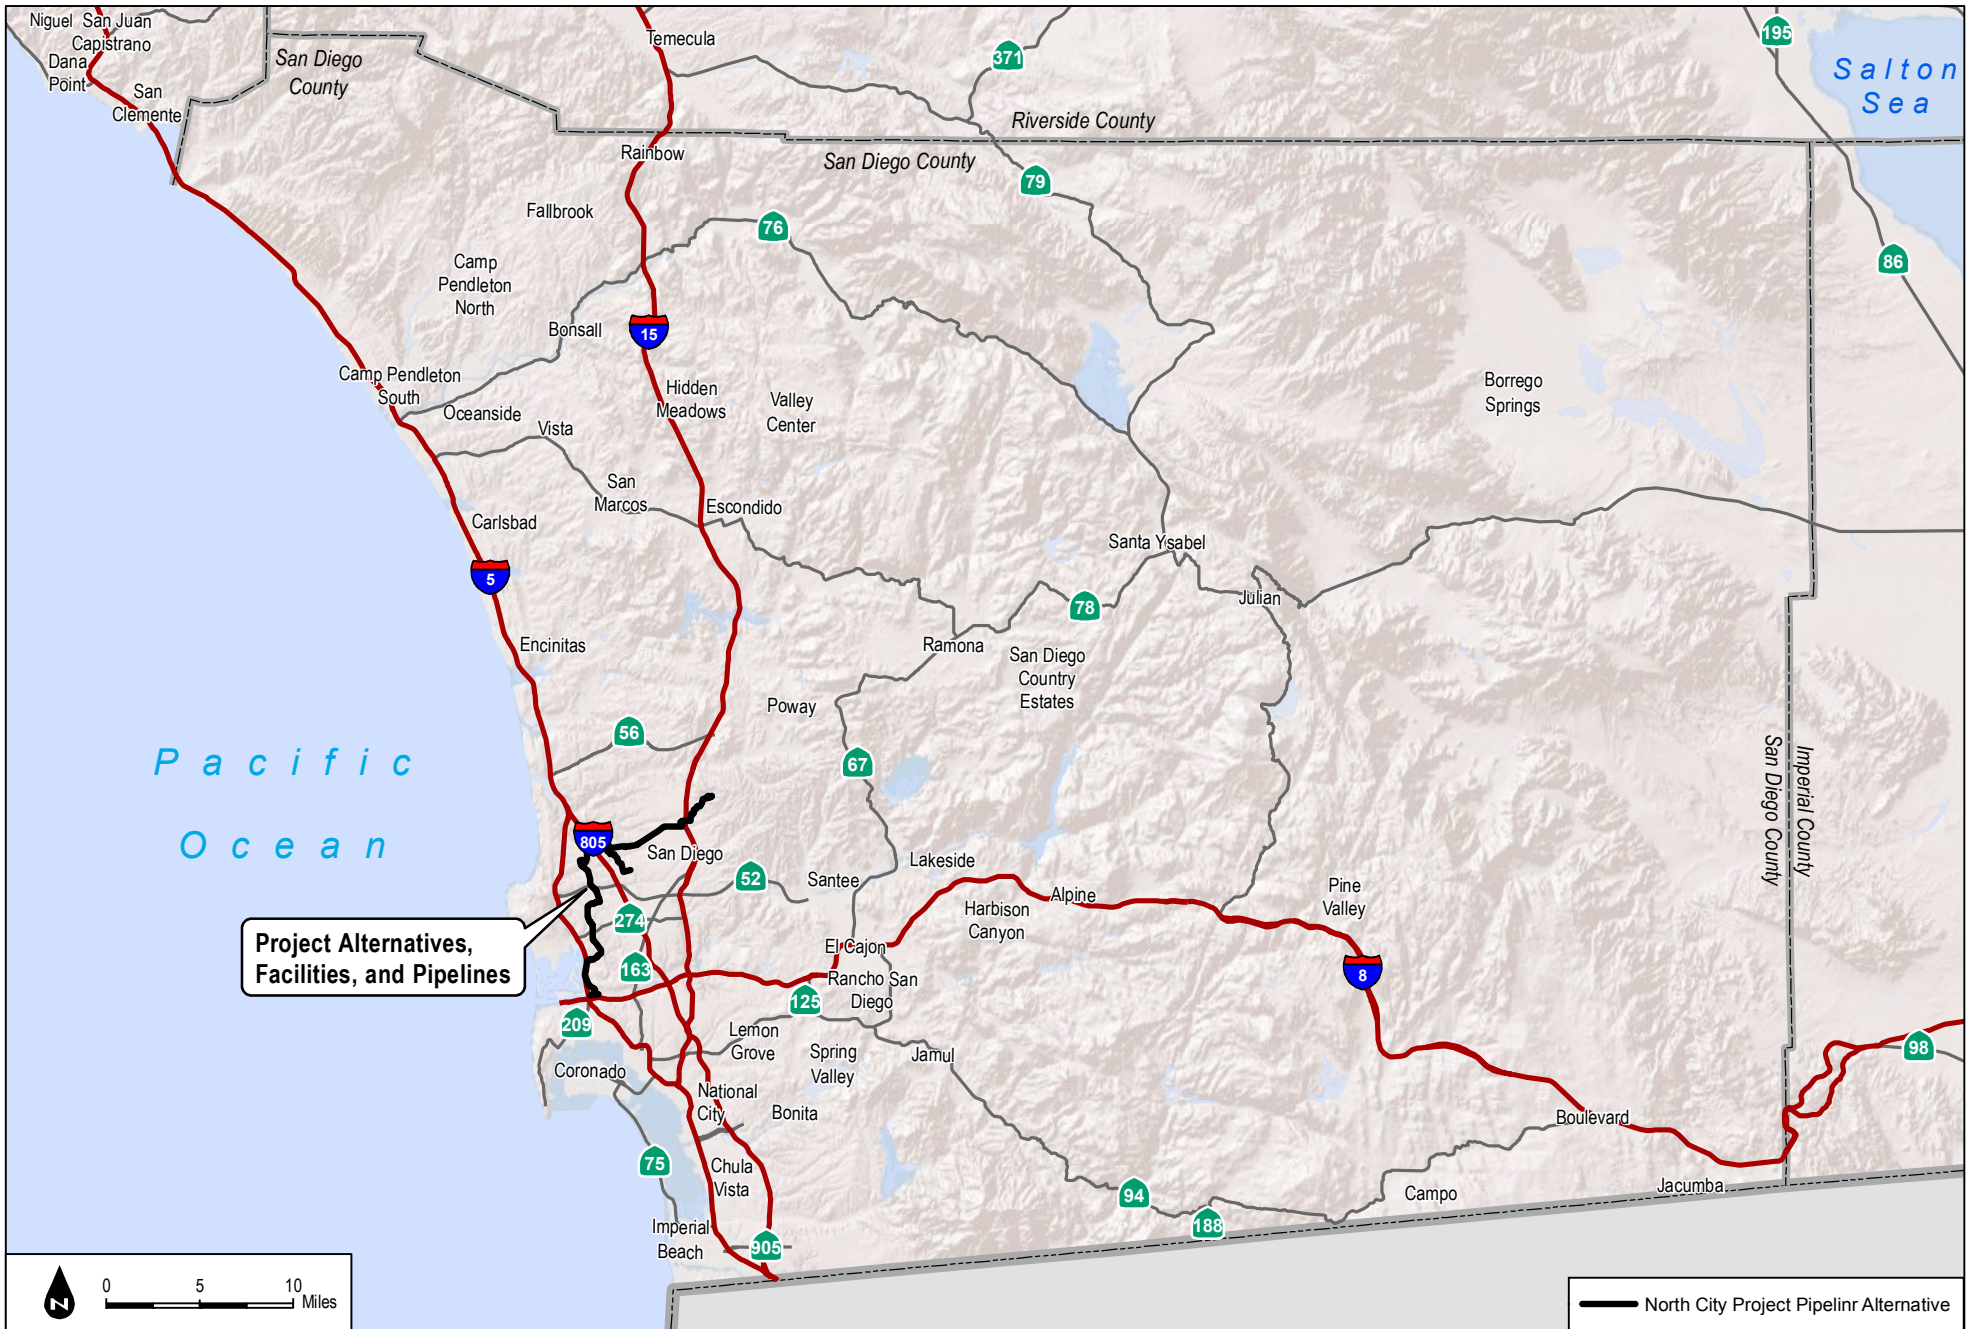 Niguel
San Juan
Capistrano
Dana
Point
San
Clemente
San Diego
County
Temecula
371
195
Salton
Sea
Riverside County
San Diego County
Rainbow
79
Fallbrook
76
86
Camp
Pendleton
North
Bonsall
15
Camp Pendleton
South
Hidden
Meadows
Valley
Center
Borrego
Springs
Oceanside
Vista
San
Marcos
Escondido
Carlsbad
Santa Ysabel
5
78
Julian
Encinitas
Ramona
San Diego
Country
Estates
Poway
56
67
Pacific
Ocean
San Diego County
Imperial County
805
San Diego
52
Santee
Lakeside
Alpine
Harbison
Canyon
Pine
Valley
274
Project Alternatives,
Facilities, and Pipelines
163
El Cajon
Rancho San
Diego
8
125
209
Lemon
Grove
Spring
Valley
Jamul
98
Coronado
National
City
Bonita
Boulevard
75
Chula
Vista
94
188
Campo
Jacumba
Imperial
Beach
905
N
0
5
10
Miles
North City Project Pipelinr Alternative